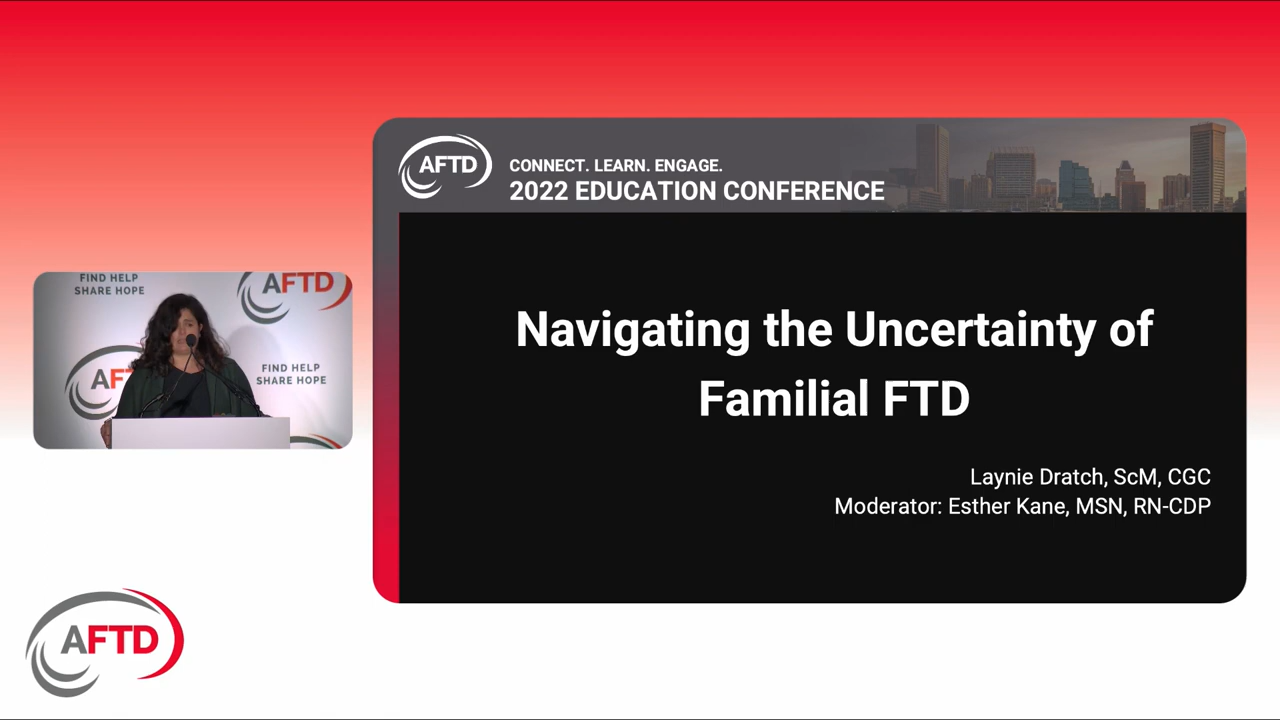 AFTD
CONNECT. LEARN. ENGAGE.
2022 EDUCATION CONFERENCE
FIND HELP
SHARE HOPE
AFTD
AF
FIND HELP
SHARE HOPE
Navigating the Uncertainty of
Familial FTD
Laynie Dratch, ScM, CGC
Moderator: Esther Kane, MSN, RN-CDP
AFTD